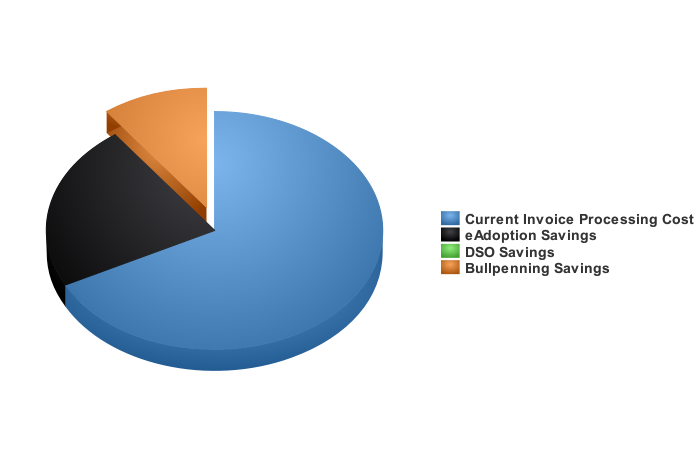 Current Invoice Processing Cost
eAdoption Savings
DSO Savings
Bullpenning Savings